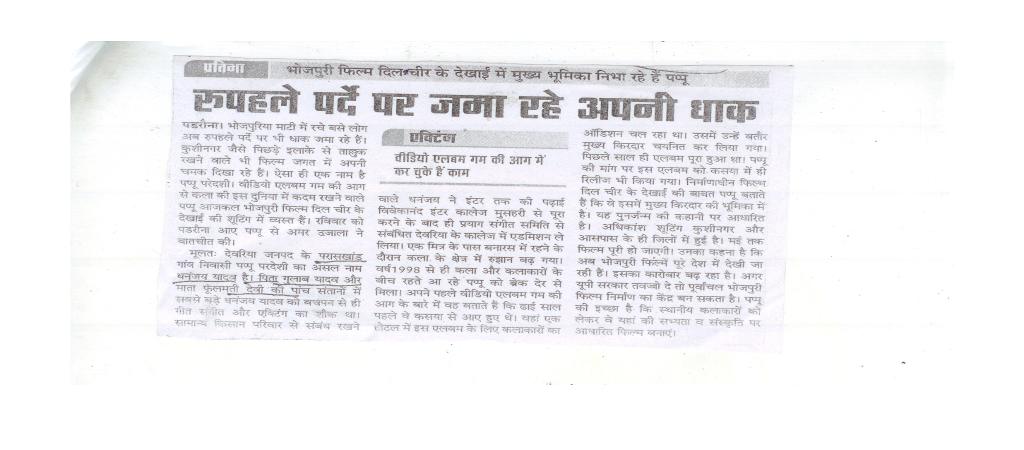 प्रतिभा
भोजपुरी फिल्म दिल चीर के देखाईं में मुख्य भूमिका निभा रहे हैं पप्पू
रुपहले पर्दे पर जमा रहे अपनी धाक
पडरौना। भोजपुरिया माटी में रचे बसे लोग
अब रुपहले पर्दे पर भी धाक जमा रहे हैं।
कुशीनगर जैसे पिछड़े इलाके से ताल्लुक
रखने वाले भी फिल्म जगत में अपनी
चमक दिखा रहे हैं। ऐसा ही एक नाम है
पप्पू परदेशी। वीडियो एलबम गम की आग
से कला की इस दुनिया में कदम रखने वाले
पप्पू आजकल भोजपुरी फिल्म दिल चीर के
देखाईं की शूटिंग में व्यस्त हैं। रविवार को
पडरौना आए पप्पू से अमर उजाला ने
बातचीत की।
मूलतः देवरिया जनपद के परासखांड
गांव निवासी पप्पू परदेशी का असल नाम
धनंजय यादव है। पिता गुलाब यादव और
माता फुलमती देवी की पांच संतानों में
सबसे बड़े धनंजय यादव को बचपन से ही
गीत संगीत और एक्टिंग का शौक था।
सामान्य किसान परिवार से संबंध रखने
एक्टिंग
वीडियो एलबम गम की आग में
कर चुके हैं काम
वाले धनंजय ने इंटर तक की पढ़ाई
विवेकानंद इंटर कालेज मुसहरी से पूरा
करने के बाद ही प्रयाग संगीत समिति से
संबंधित देवरिया के कालेज में एडमिशन ले
लिया। एक मित्र के पास बनारस में रहने के
दौरान कला के क्षेत्र में रुझान बढ़ गया।
वर्ष1998 से ही कला और कलाकारों के
बीच रहते आ रहे पप्पू को ब्रेक देर से
मिला। अपने पहले वीडियो एलबम गम की
आग के बारे में वह बताते हैं कि ढाई साल
पहले वे कसया से आए हुए थे। वहां एक
होटल में इस एलबम के लिए कलाकारों का
ऑडिशन चल रहा था। उसमें उन्हें बतौर
मुख्य किरदार चयनित कर लिया गया।
पिछले साल ही एलबम पूरा हुआ था। पप्पू
की मांग पर इस एलबम को कसया में ही
रिलीज भी किया गया। निर्माणाधीन फिल्म
दिल चीर के देखाईं की बाबत पप्पू बताते
हैं कि वे इसमें मुख्य किरदार की भूमिका में
है। यह पुनर्जन्म की कहानी पर आधारित
है। अधिकांश शूटिंग कुशीनगर और
आसपास के ही जिलों में हुई है। मई तक
फिल्म पूरी हो जाएगी। उनका कहना है कि
अब भोजपुरी फिल्में पूरे देश में देखी जा
रही हैं। इसका कारोबार बढ़ रहा है। अगर
यूपी सरकार तवज्जो दे तो पूर्वांचल भोजपुरी
फिल्म निर्माण का केंद्र बन सकता है। पप्पू
की इच्छा है कि स्थानीय कलाकारों को
लेकर वे यहां की सभ्यता व संस्कृति पर
आधारित फिल्म बनाएं।